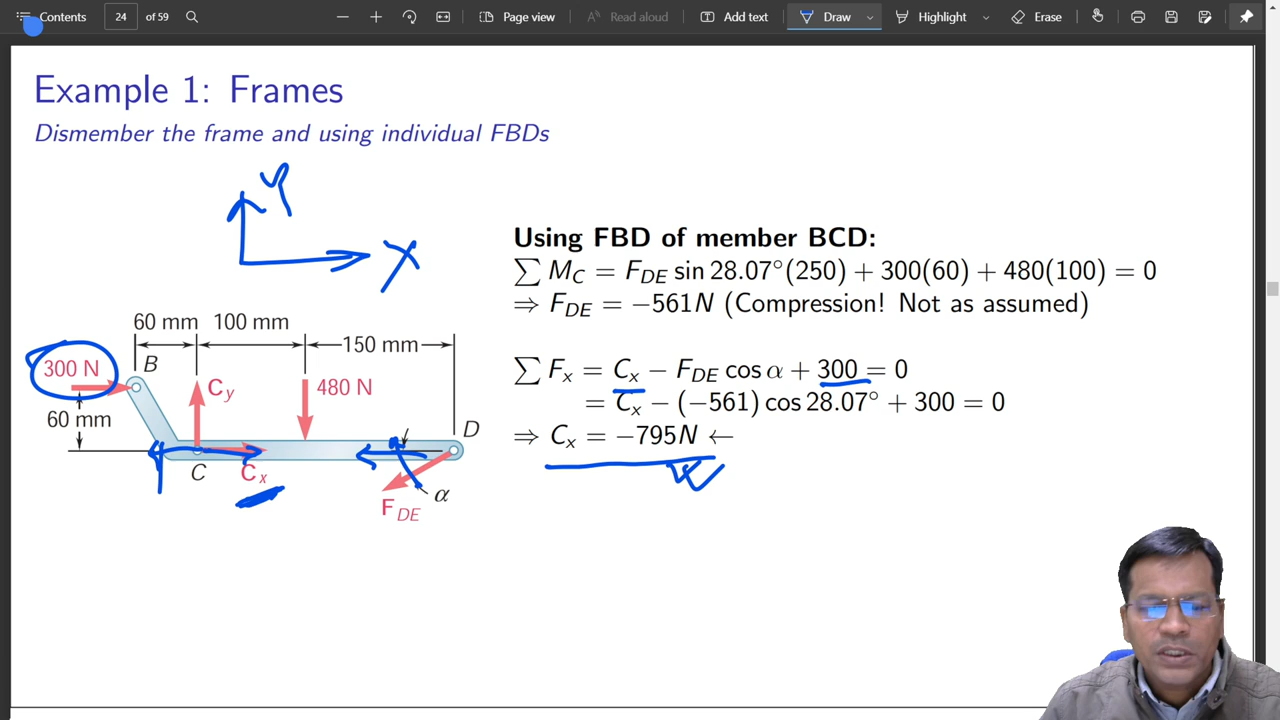 Contents 24 of 59 Page view Read aloud Add text Draw Highlight Erase
Example 1: Frames
Dismember the frame and using individual FBDs
Y
X
Using FBD of member BCD:
∑ M_C = F_DE sin 28.07°(250) + 300(60) + 480(100) = 0
⇒ F_DE = −561N (Compression! Not as assumed)
∑ F_x = C_x − F_DE cos α + 300 = 0
= C_x − (−561) cos 28.07° + 300 = 0
⇒ C_x = −795N ←
60 mm 100 mm
150 mm
300 N B
C_y 480 N
60 mm
D
C C_x α
F_DE